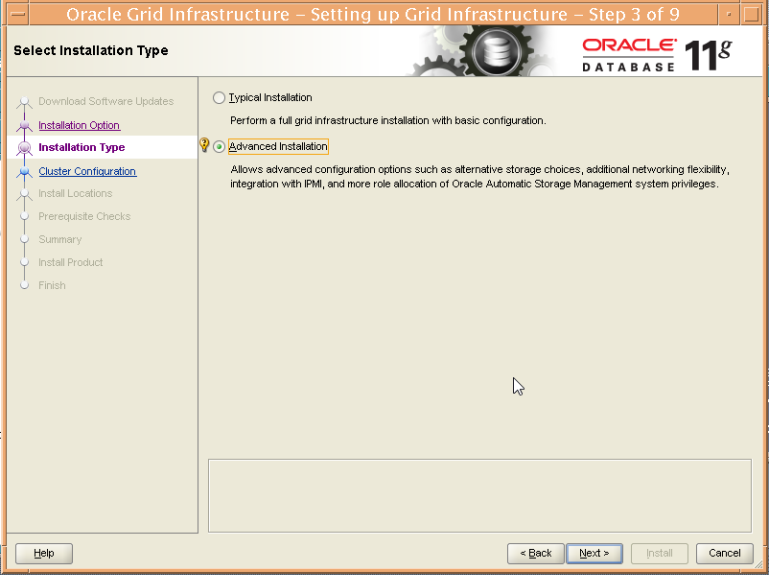 Oracle Grid Infrastructure – Setting up Grid Infrastructure – Step 3 of 9
Select Installation Type
ORACLE
DATABASE
11g
Download Software Updates
Installation Option
Installation Type
Cluster Configuration
Install Locations
Prerequisite Checks
Summary
Install Product
Finish
Typical Installation
Perform a full grid infrastructure installation with basic configuration.
Advanced Installation
Allows advanced configuration options such as alternative storage choices, additional networking flexibility,
integration with IPMI, and more role allocation of Oracle Automatic Storage Management system privileges.
Help
< Back
Next >
Install
Cancel